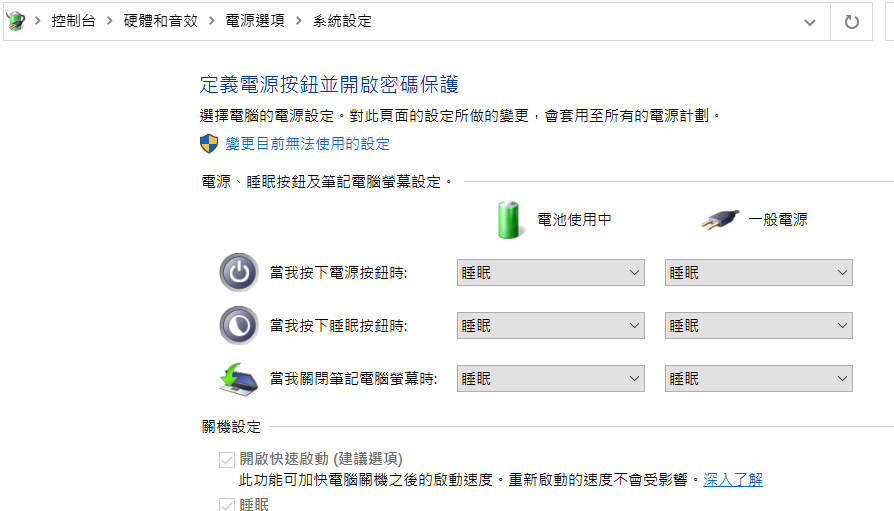 控制台 > 硬體和音效 > 電源選項 > 系統設定
定義電源按鈕並開啟密碼保護
選擇電腦的電源設定。對此頁面的設定所做的變更，會套用至所有的電源計劃。
變更目前無法使用的設定
電源、睡眠按鈕及筆記電腦螢幕設定。
電池使用中 一般電源
當我按下電源按鈕時: 睡眠 睡眠
當我按下睡眠按鈕時: 睡眠 睡眠
當我關閉筆記電腦螢幕時: 睡眠 睡眠
關機設定
開啟快速啟動 (建議選項)
此功能可加快電腦關機之後的啟動速度。重新啟動的速度不會受影響。深入了解
睡眠